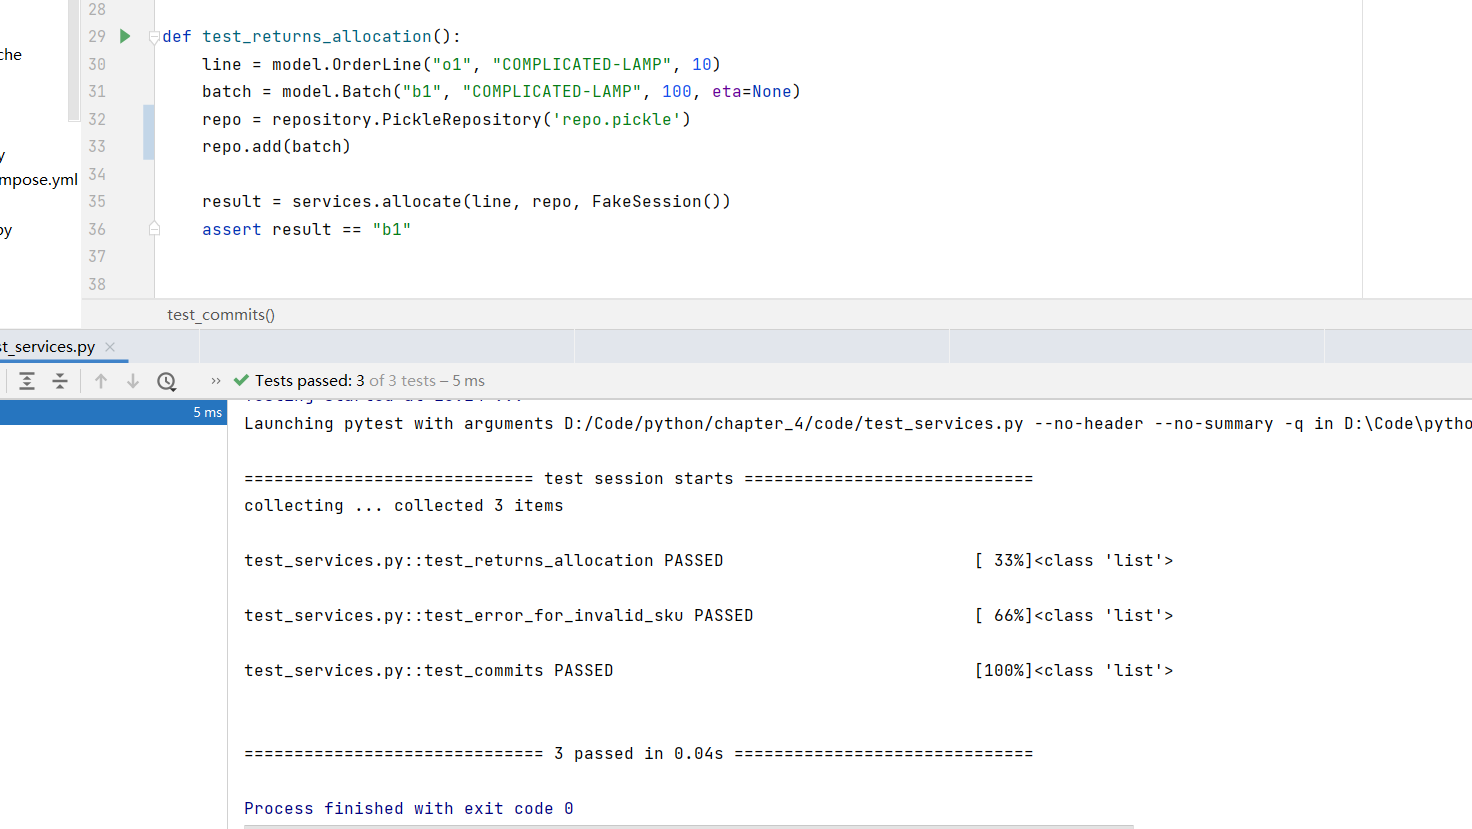 28
29 def test_returns_allocation():
30 line = model.OrderLine("o1", "COMPLICATED-LAMP", 10)
31 batch = model.Batch("b1", "COMPLICATED-LAMP", 100, eta=None)
32 repo = repository.PickleRepository('repo.pickle')
33 repo.add(batch)
34
35 result = services.allocate(line, repo, FakeSession())
36 assert result == "b1"
37
38
che
y
mpose.yml
py
test_commits()
st_services.py
» Tests passed: 3 of 3 tests – 5 ms
5 ms
Launching pytest with arguments D:/Code/python/chapter_4/code/test_services.py --no-header --no-summary -q in D:\Code\pytho
============================= test session starts =============================
collecting ... collected 3 items
test_services.py::test_returns_allocation PASSED [ 33%]<class 'list'>
test_services.py::test_error_for_invalid_sku PASSED [ 66%]<class 'list'>
test_services.py::test_commits PASSED [100%]<class 'list'>
============================== 3 passed in 0.04s ==============================
Process finished with exit code 0